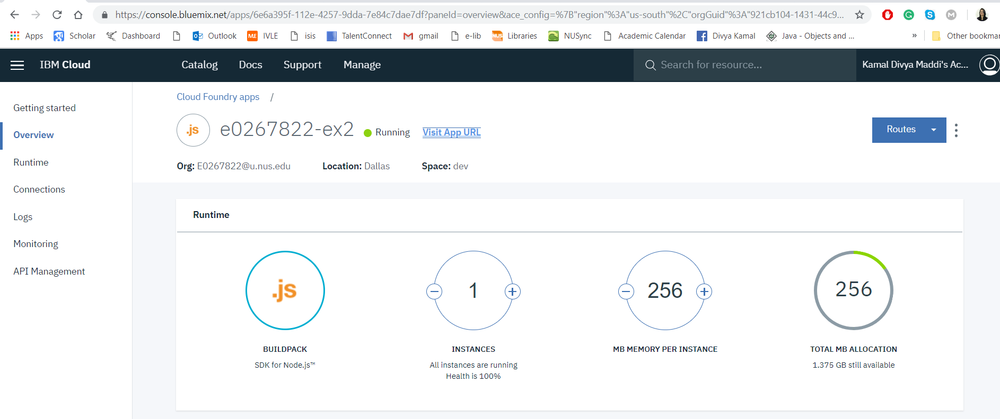 https://console.bluemix.net/apps/6e6a395f-112e-4257-9dda-7e84c7dae7df?paneId=overview&ace_config=%7B"region"%3A"us-south"%2C"orgGuid"%3A"921cb104-1431-44c9...
Apps Scholar Dashboard Outlook ME IVLE isis TalentConnect gmail e-lib NUS Libraries NUSync Academic Calendar Divya Kamal Java - Objects and ... » Other bookmar
IBM Cloud Catalog Docs Support Manage Search for resource... Kamal Divya Maddi's Ac...
Cloud Foundry apps /
Getting started
Overview
Runtime
Connections
Logs
Monitoring
API Management
.js e0267822-ex2 Running Visit App URL Routes
Org: E0267822@u.nus.edu Location: Dallas Space: dev
Runtime
.js 1 256 256
BUILDPACK INSTANCES MB MEMORY PER INSTANCE TOTAL MB ALLOCATION
SDK for Node.js™ All instances are running 1.375 GB still available
Health is 100%